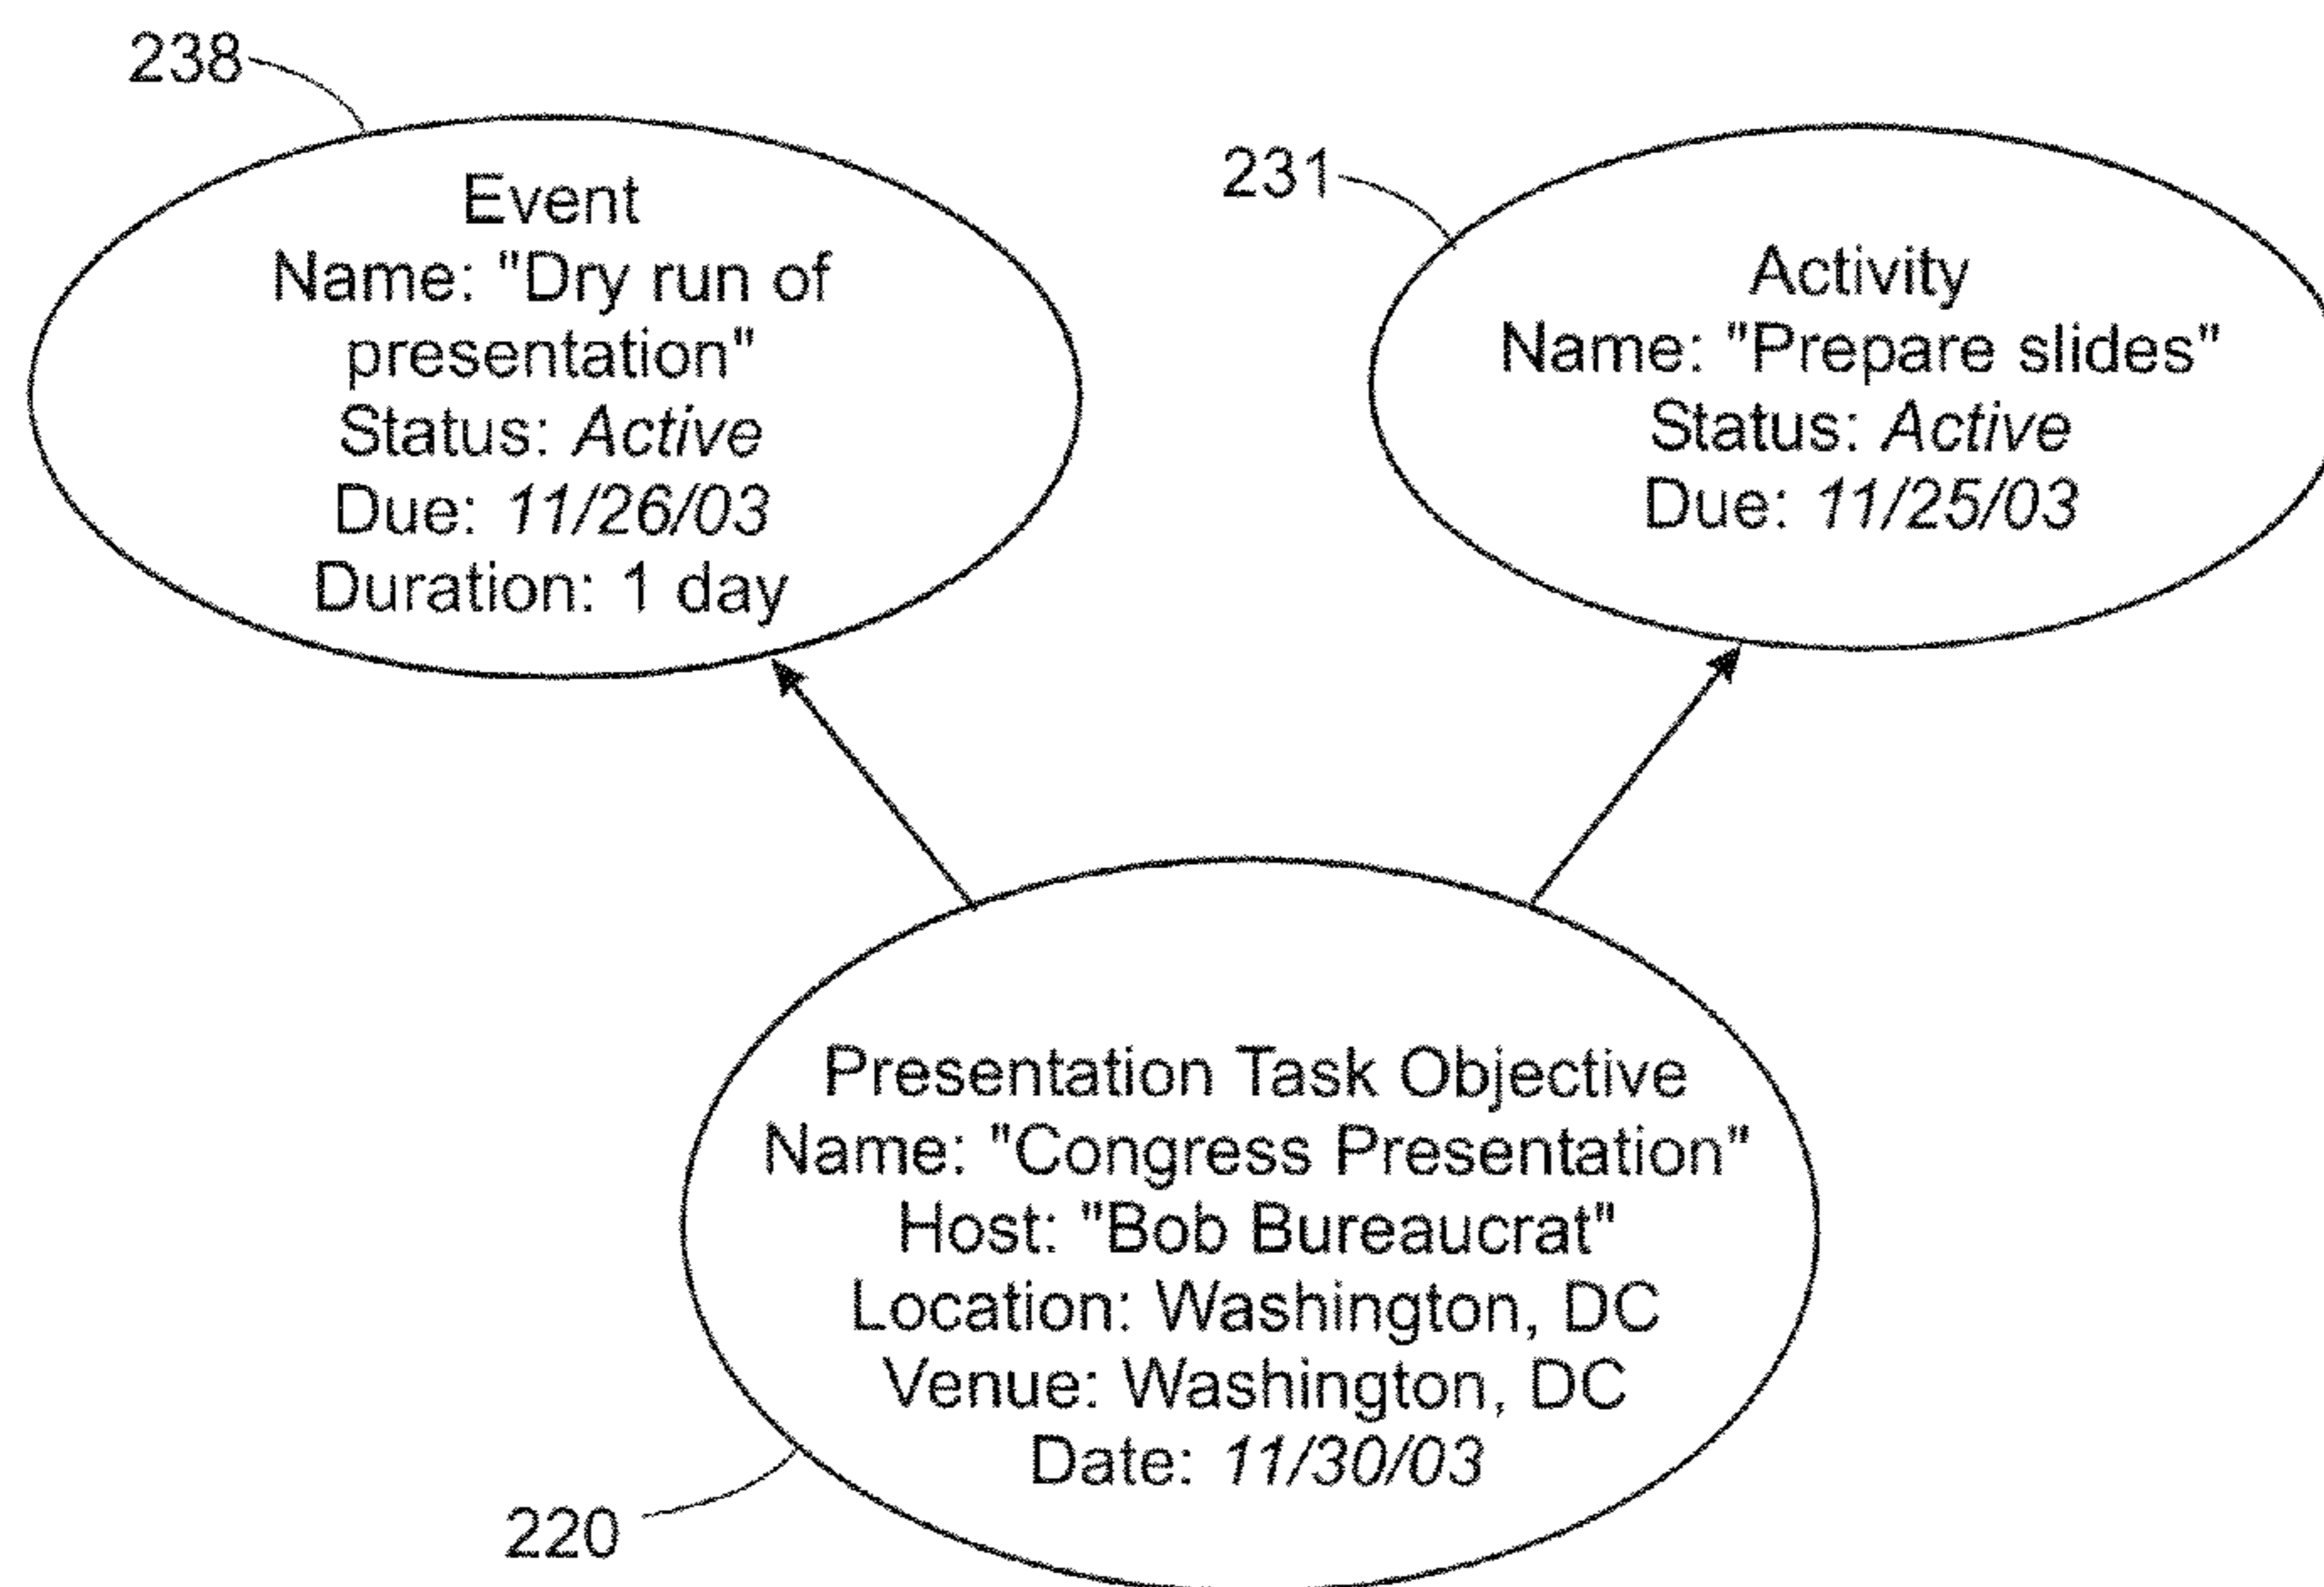 238
Event
Name: "Dry run of
presentation"
Status: Active
Due: 11/26/03
Duration: 1 day
231
Activity
Name: "Prepare slides"
Status: Active
Due: 11/25/03
Presentation Task Objective
Name: "Congress Presentation"
Host: "Bob Bureaucrat"
Location: Washington, DC
Venue: Washington, DC
Date: 11/30/03
220